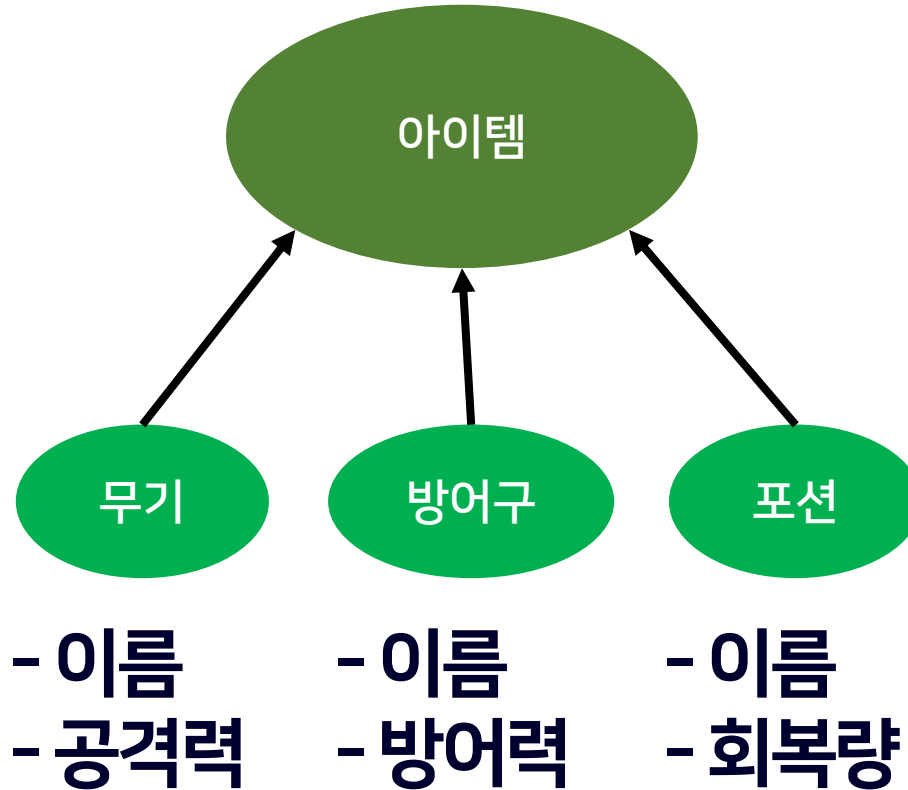 아이템
무기
방어구
포션
- 이름
- 공격력
- 이름
- 방어력
- 이름
- 회복량